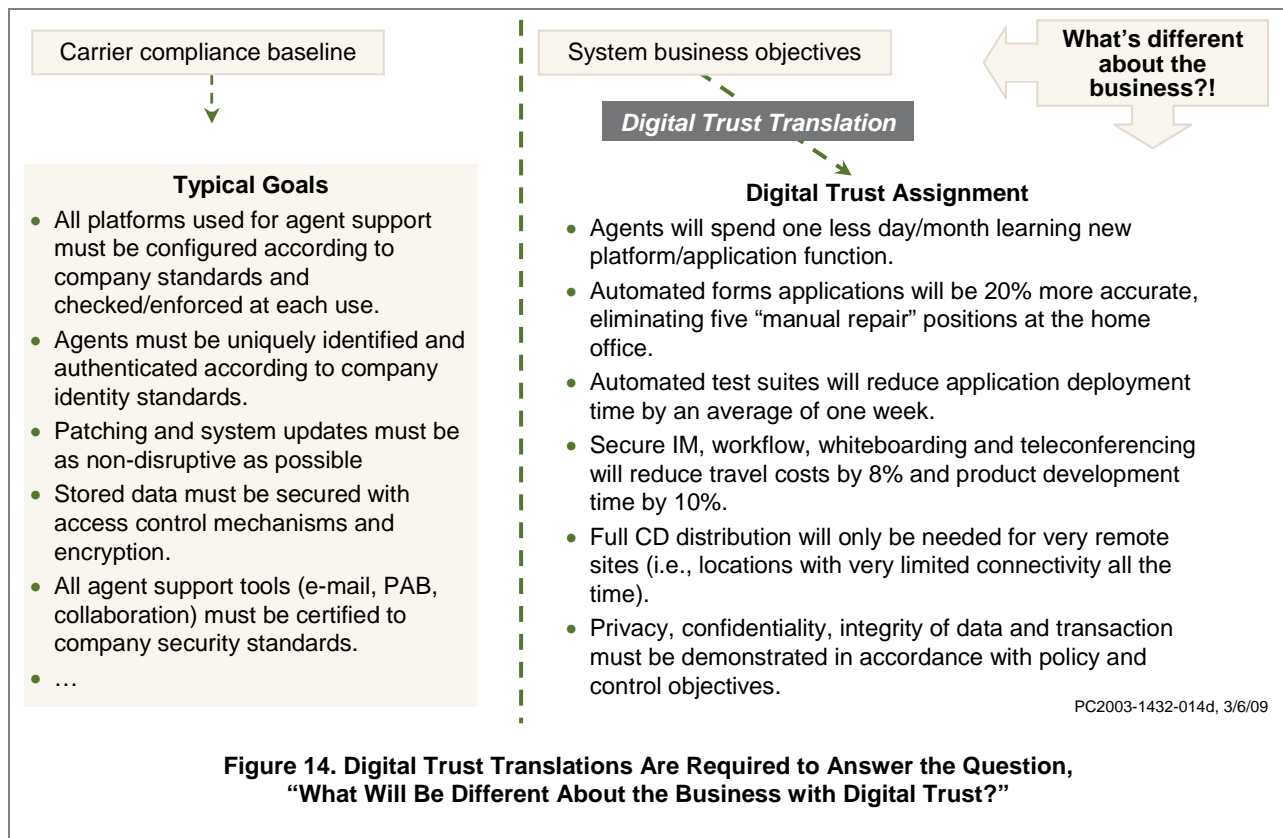 Carrier compliance baseline
Typical Goals
• All platforms used for agent support
must be configured according to
company standards and
checked/enforced at each use.
• Agents must be uniquely identified and
authenticated according to company
identity standards.
• Patching and system updates must be
as non-disruptive as possible
• Stored data must be secured with
access control mechanisms and
encryption.
• All agent support tools (e-mail, PAB,
collaboration) must be certified to
company security standards.
• …
System business objectives
What's different
about the
business?!
Digital Trust Translation
Digital Trust Assignment
• Agents will spend one less day/month learning new
platform/application function.
• Automated forms applications will be 20% more accurate,
eliminating five “manual repair” positions at the home
office.
• Automated test suites will reduce application deployment
time by an average of one week.
• Secure IM, workflow, whiteboarding and teleconferencing
will reduce travel costs by 8% and product development
time by 10%.
• Full CD distribution will only be needed for very remote
sites (i.e., locations with very limited connectivity all the
time).
• Privacy, confidentiality, integrity of data and transaction
must be demonstrated in accordance with policy and
control objectives.
PC2003-1432-014d, 3/6/09
Figure 14. Digital Trust Translations Are Required to Answer the Question,
“What Will Be Different About the Business with Digital Trust?”